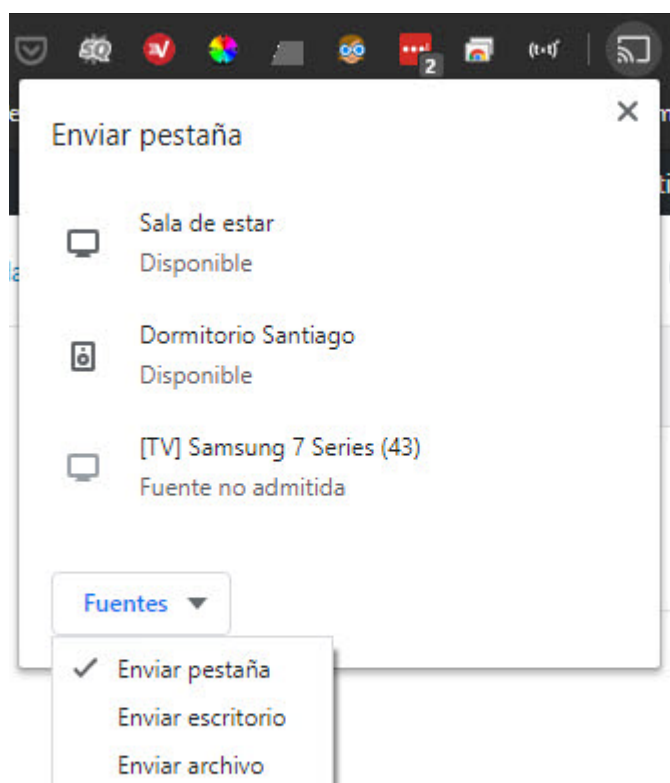 2
(t·t)
Enviar pestaña
Sala de estar
Disponible
Dormitorio Santiago
Disponible
[TV] Samsung 7 Series (43)
Fuente no admitida
Fuentes
Enviar pestaña
Enviar escritorio
Enviar archivo